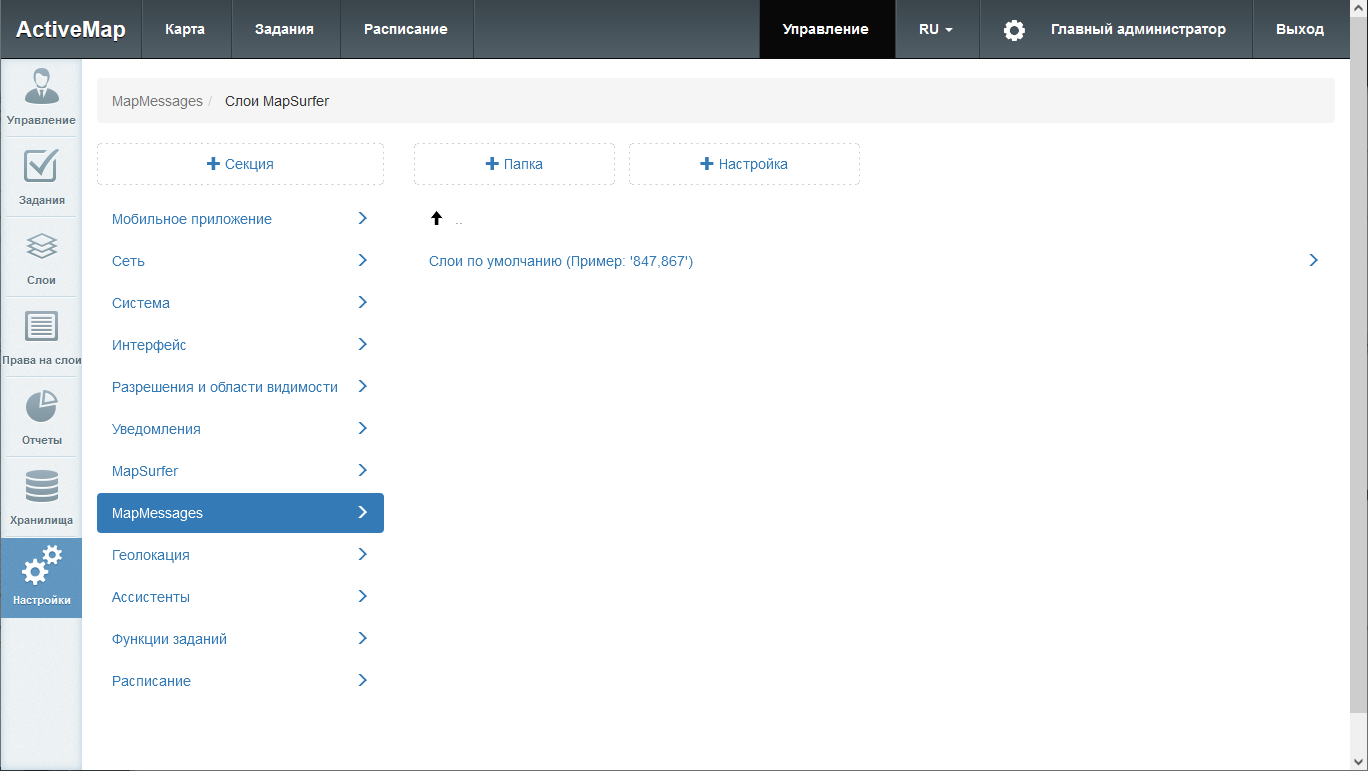 ActiveMap Карта Задания Расписание Управление RU Главный администратор Выход
Управление
Задания
Слои
Права на слои
Отчеты
Хранилища
Настройки
MapMessages / Слои MapSurfer
Секция
Папка
Настройка
Мобильное приложение
Сеть
Система
Интерфейс
Разрешения и области видимости
Уведомления
MapSurfer
MapMessages
Геолокация
Ассистенты
Функции заданий
Расписание
..
Слои по умолчанию (Пример: '847,867')